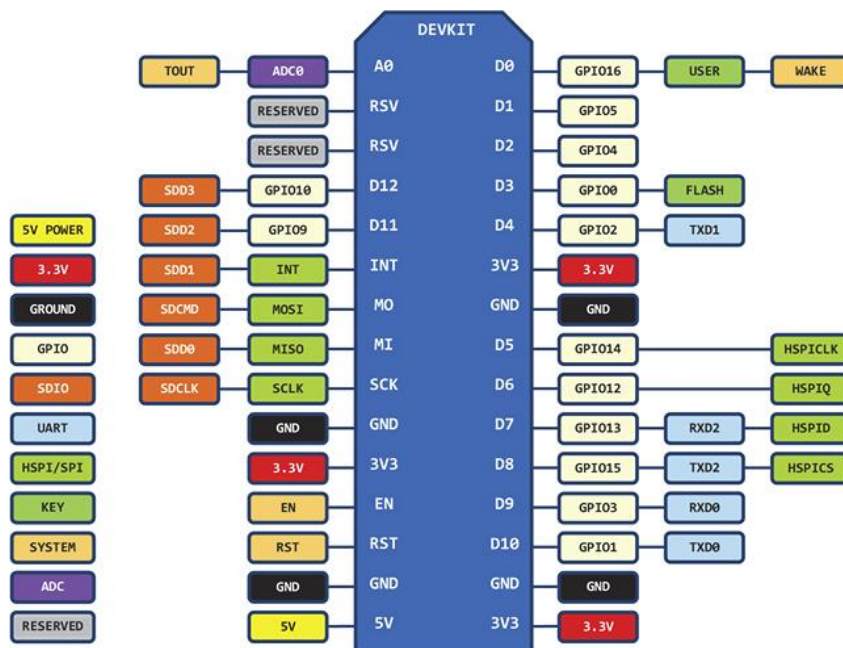 DEVKIT
TOUT ADC0 A0 D0 GPIO16 USER WAKE
RESERVED RSV D1 GPIO5
RESERVED RSV D2 GPIO4
SDD3 GPIO10 D12 D3 GPIO0 FLASH
5V POWER SDD2 GPIO9 D11 D4 GPIO2 TXD1
3.3V SDD1 INT INT 3V3 3.3V
GROUND SDCMD MOSI MO GND GND
GPIO SDD0 MISO MI D5 GPIO14 HSPICLK
SDIO SDCLK SCLK SCK D6 GPIO12 HSPIQ
UART GND GND D7 GPIO13 RXD2 HSPID
HSPI/SPI 3.3V 3V3 D8 GPIO15 TXD2 HSPICS
KEY EN EN D9 GPIO3 RXD0
SYSTEM RST RST D10 GPIO1 TXD0
ADC GND GND GND GND
RESERVED 5V 5V 3V3 3.3V